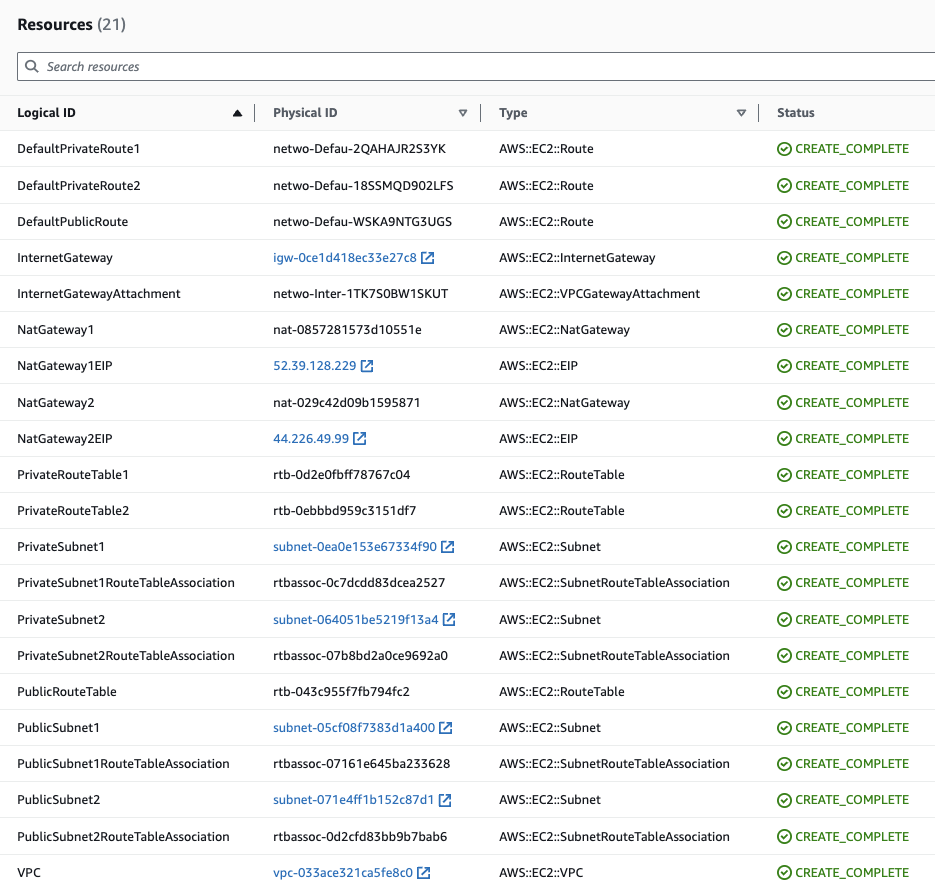 Resources (21)
Search resources
Logical ID Physical ID Type Status
DefaultPrivateRoute1 netwo-Defau-2QAHAJR2S3YK AWS::EC2::Route CREATE_COMPLETE
DefaultPrivateRoute2 netwo-Defau-18SSMQD902LFS AWS::EC2::Route CREATE_COMPLETE
DefaultPublicRoute netwo-Defau-WSKA9NTG3UGS AWS::EC2::Route CREATE_COMPLETE
InternetGateway igw-0ce1d418ec33e27c8 AWS::EC2::InternetGateway CREATE_COMPLETE
InternetGatewayAttachment netwo-Inter-1TK7S0BW1SKUT AWS::EC2::VPCGatewayAttachment CREATE_COMPLETE
NatGateway1 nat-0857281573d10551e AWS::EC2::NatGateway CREATE_COMPLETE
NatGateway1EIP 52.39.128.229 AWS::EC2::EIP CREATE_COMPLETE
NatGateway2 nat-029c42d09b1595871 AWS::EC2::NatGateway CREATE_COMPLETE
NatGateway2EIP 44.226.49.99 AWS::EC2::EIP CREATE_COMPLETE
PrivateRouteTable1 rtb-0d2e0fbff78767c04 AWS::EC2::RouteTable CREATE_COMPLETE
PrivateRouteTable2 rtb-0ebbbd959c3151df7 AWS::EC2::RouteTable CREATE_COMPLETE
PrivateSubnet1 subnet-0ea0e153e67334f90 AWS::EC2::Subnet CREATE_COMPLETE
PrivateSubnet1RouteTableAssociation rtbassoc-0c7dcdd83dcea2527 AWS::EC2::SubnetRouteTableAssociation CREATE_COMPLETE
PrivateSubnet2 subnet-064051be5219f13a4 AWS::EC2::Subnet CREATE_COMPLETE
PrivateSubnet2RouteTableAssociation rtbassoc-07b8bd2a0ce9692a0 AWS::EC2::SubnetRouteTableAssociation CREATE_COMPLETE
PublicRouteTable rtb-043c955f7fb794fc2 AWS::EC2::RouteTable CREATE_COMPLETE
PublicSubnet1 subnet-05cf08f7383d1a400 AWS::EC2::Subnet CREATE_COMPLETE
PublicSubnet1RouteTableAssociation rtbassoc-07161e645ba233628 AWS::EC2::SubnetRouteTableAssociation CREATE_COMPLETE
PublicSubnet2 subnet-071e4ff1b152c87d1 AWS::EC2::Subnet CREATE_COMPLETE
PublicSubnet2RouteTableAssociation rtbassoc-0d2cfd83bb9b7bab6 AWS::EC2::SubnetRouteTableAssociation CREATE_COMPLETE
VPC vpc-033ace321ca5fe8c0 AWS::EC2::VPC CREATE_COMPLETE